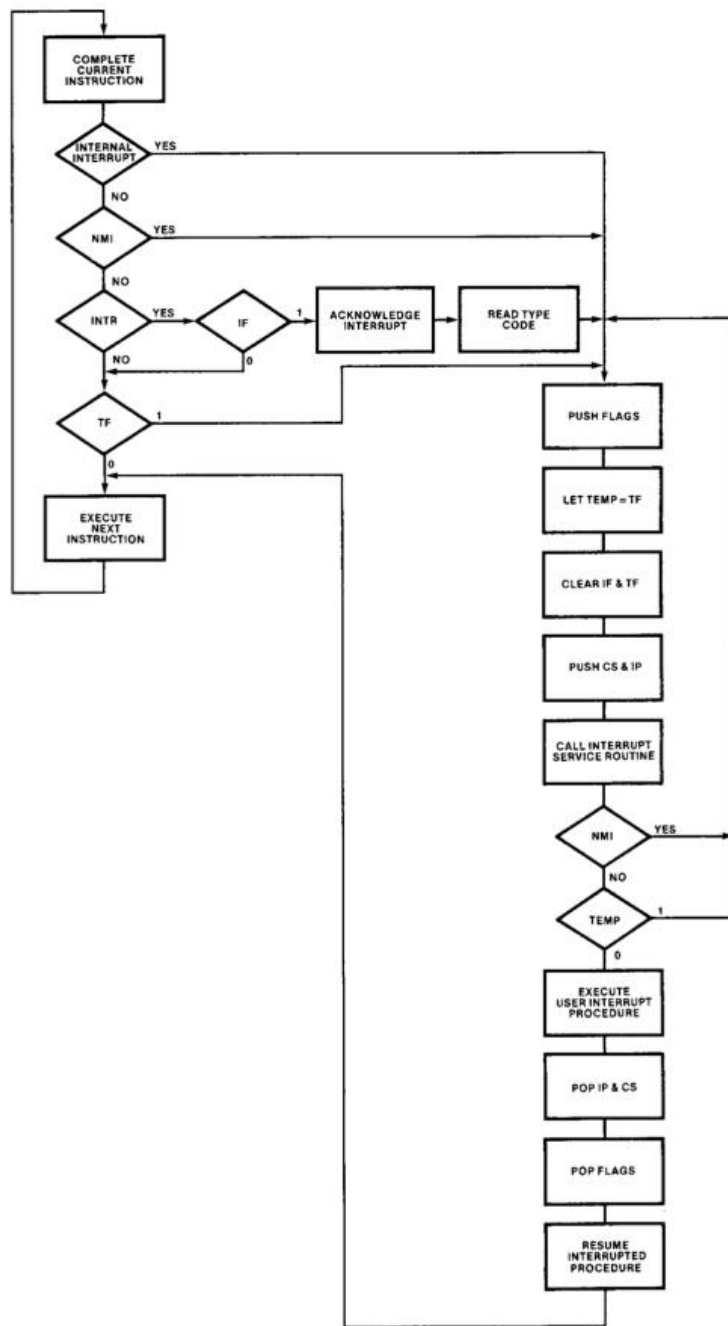 COMPLETE
CURRENT
INSTRUCTION
INTERNAL
INTERRUPT
YES
NO
NMI
YES
NO
INTR
YES
IF
1
ACKNOWLEDGE
INTERRUPT
READ TYPE
CODE
NO
0
TF
1
0
EXECUTE
NEXT
INSTRUCTION
PUSH FLAGS
LET TEMP = TF
CLEAR IF & TF
PUSH CS & IP
CALL INTERRUPT
SERVICE ROUTINE
NMI
YES
NO
TEMP
1
0
EXECUTE
USER INTERRUPT
PROCEDURE
POP IP & CS
POP FLAGS
RESUME
INTERRUPTED
PROCEDURE